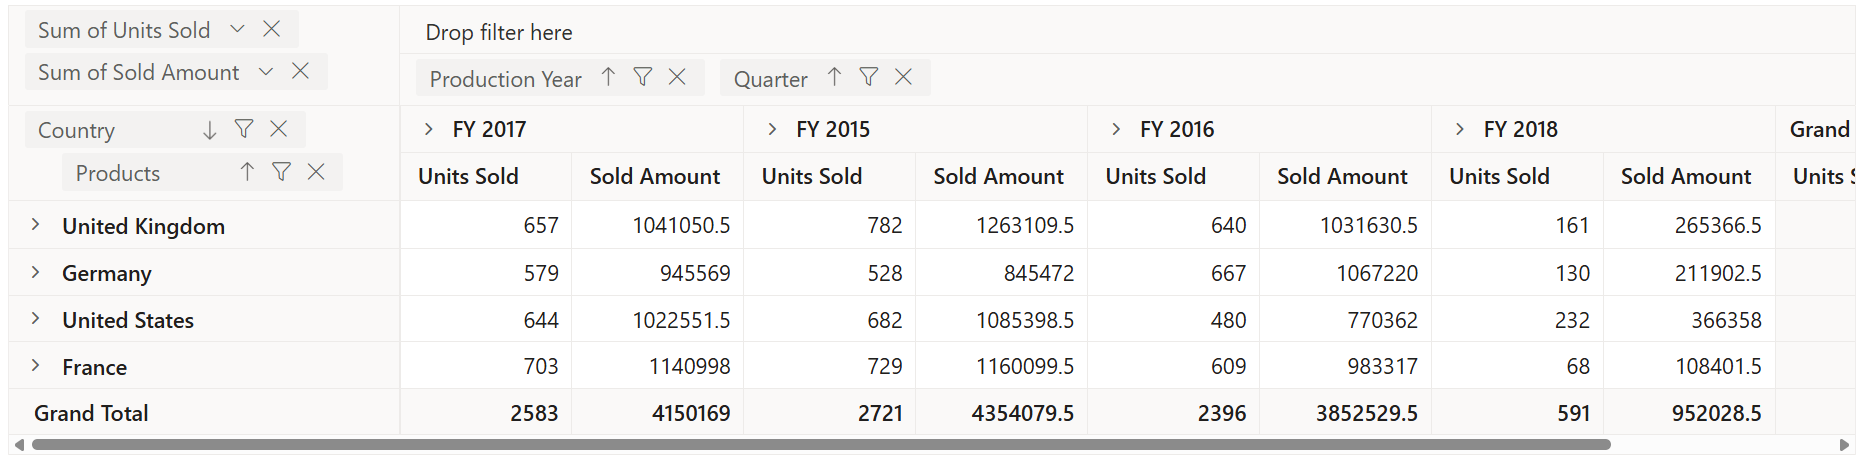 Sum of Units Sold
Drop filter here
Sum of Sold Amount
Production Year Quarter
Country
Products
FY 2017 FY 2015 FY 2016 FY 2018 Grand
Units Sold Sold Amount Units Sold Sold Amount Units Sold Sold Amount Units Sold Sold Amount Units
United Kingdom 657 1041050.5 782 1263109.5 640 1031630.5 161 265366.5
Germany 579 945569 528 845472 667 1067220 130 211902.5
United States 644 1022551.5 682 1085398.5 480 770362 232 366358
France 703 1140998 729 1160099.5 609 983317 68 108401.5
Grand Total 2583 4150169 2721 4354079.5 2396 3852529.5 591 952028.5